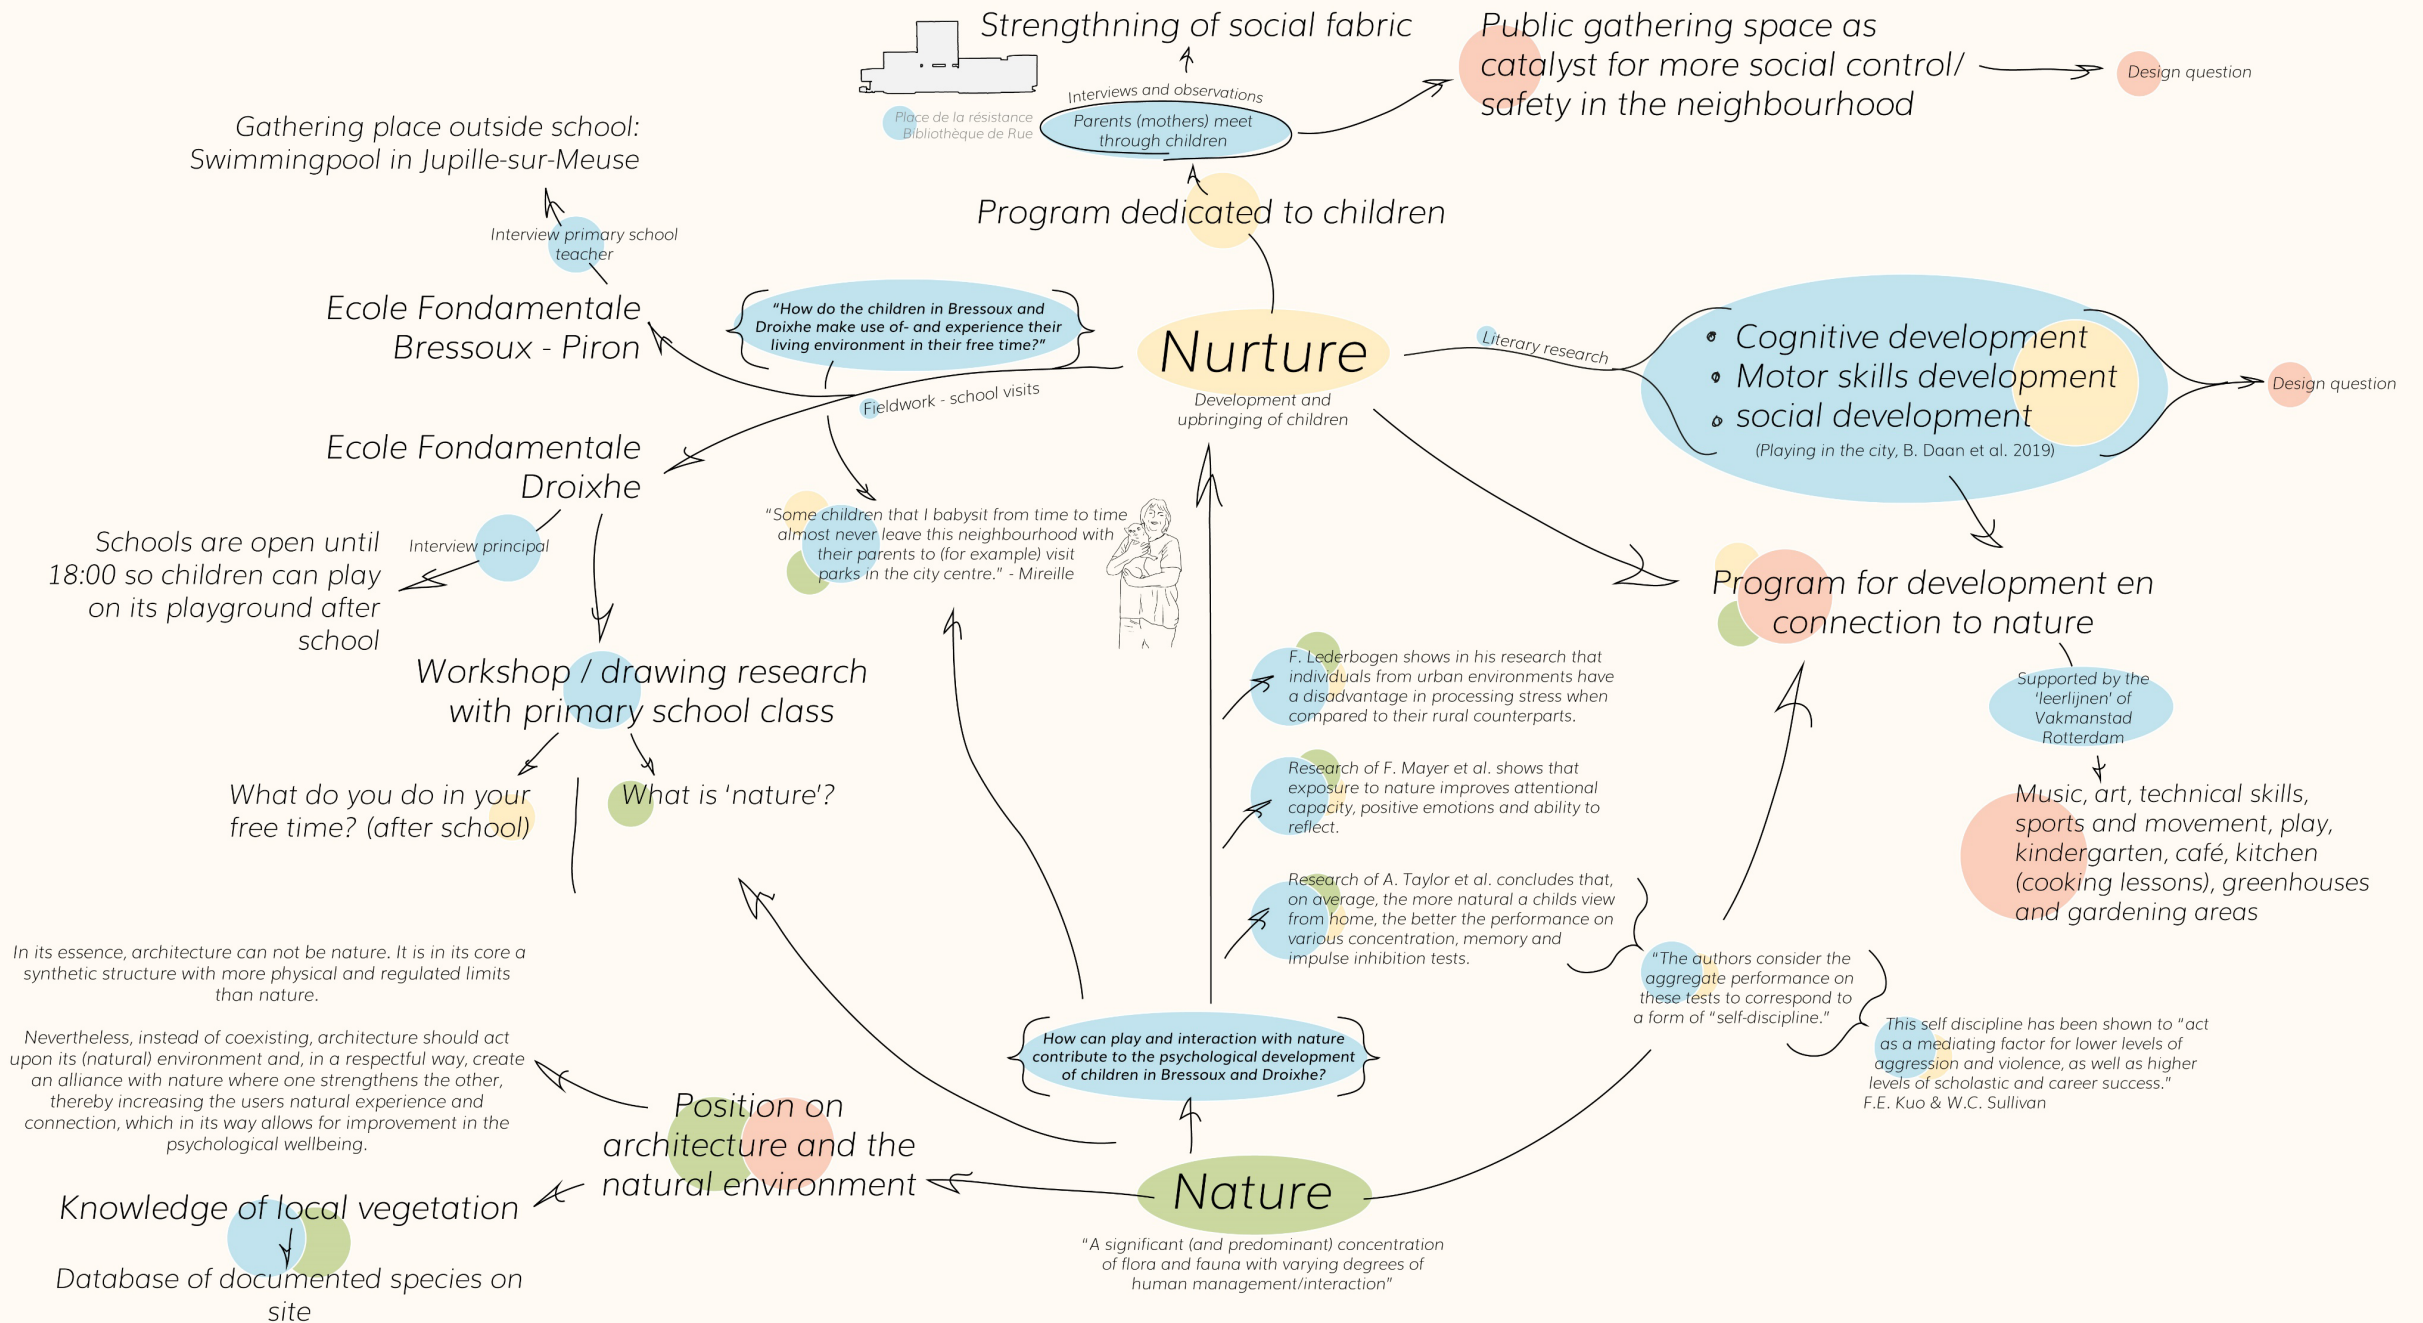 Strengthning of social fabric
Public gathering space as
catalyst for more social control/
safety in the neighbourhood
Design question
Interviews and observations
Parents (mothers) meet
through children
Place de la résistance
Bibliothèque de Rue
Gathering place outside school:
Swimmingpool in Jupille-sur-Meuse
Program dedicated to children
Interview primary school
teacher
Ecole Fondamentale
Bressoux - Piron
“How do the children in Bressoux and
Droixhe make use of- and experience their
living environment in their free time?”
Fieldwork - school visits
Nurture
Development and
upbringing of children
Literary research
Cognitive development
Motor skills development
social development
(Playing in the city, B. Daan et al. 2019)
Design question
Ecole Fondamentale
Droixhe
Interview principal
Schools are open until
18:00 so children can play
on its playground after
school
“Some children that I babysit from time to time
almost never leave this neighbourhood with
their parents to (for example) visit
parks in the city centre.” - Mireille
Program for development en
connection to nature
Supported by the
'leerlijnen' of
Vakmanstad
Rotterdam
Music, art, technical skills,
sports and movement, play,
kindergarten, café, kitchen
(cooking lessons), greenhouses
and gardening areas
Workshop / drawing research
with primary school class
What do you do in your
free time? (after school)
What is 'nature'?
F. Lederbogen shows in his research that
individuals from urban environments have
a disadvantage in processing stress when
compared to their rural counterparts.
Research of F. Mayer et al. shows that
exposure to nature improves attentional
capacity, positive emotions and ability to
reflect.
Research of A. Taylor et al. concludes that,
on average, the more natural a childs view
from home, the better the performance on
various concentration, memory and
impulse inhibition tests.
“The authors consider the
aggregate performance on
these tests to correspond to
a form of “self-discipline.”
This self discipline has been shown to “act
as a mediating factor for lower levels of
aggression and violence, as well as higher
levels of scholastic and career success.”
F.E. Kuo & W.C. Sullivan
In its essence, architecture can not be nature. It is in its core a
synthetic structure with more physical and regulated limits
than nature.
Nevertheless, instead of coexisting, architecture should act
upon its (natural) environment and, in a respectful way, create
an alliance with nature where one strengthens the other,
thereby increasing the users natural experience and
connection, which in its way allows for improvement in the
psychological wellbeing.
How can play and interaction with nature
contribute to the psychological development
of children in Bressoux and Droixhe?
Position on
architecture and the
natural environment
Nature
“A significant (and predominant) concentration
of flora and fauna with varying degrees of
human management/interaction”
Knowledge of local vegetation
Database of documented species on
site